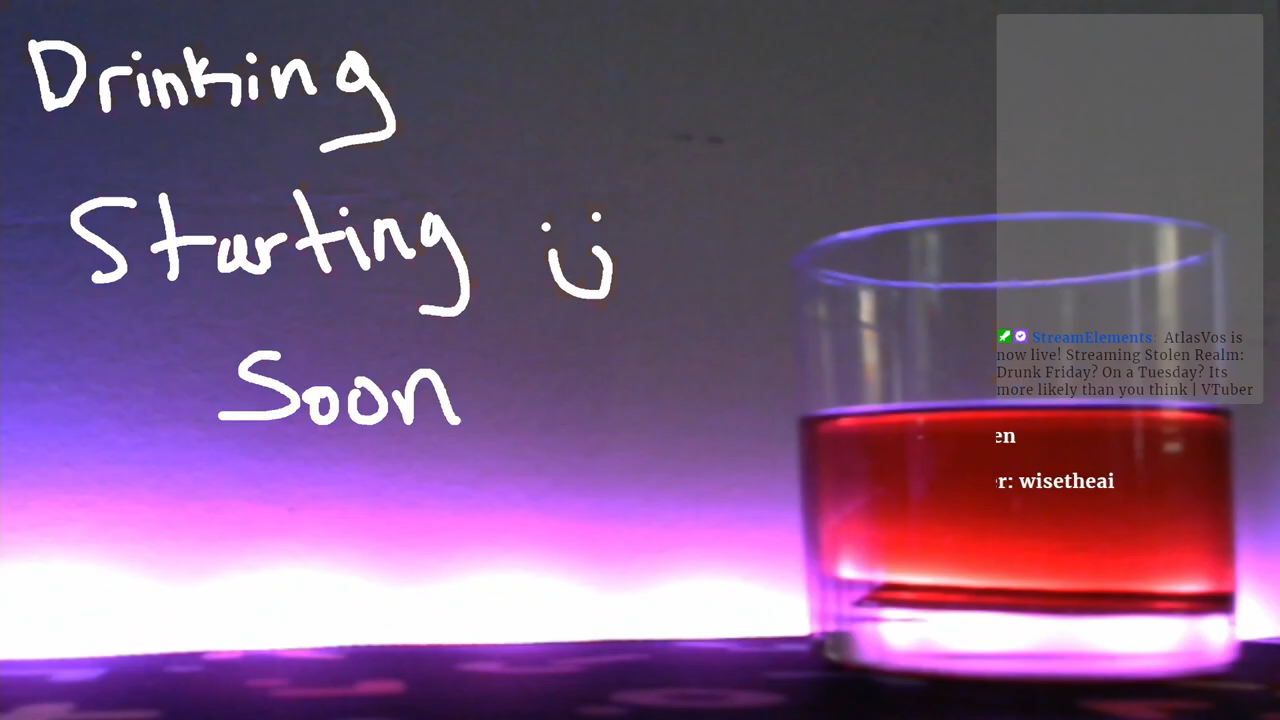 Drinking
Starting :)
Soon
StreamElements: AtlasVos is
now live! Streaming Stolen Realm:
Drunk Friday? On a Tuesday? Its
more likely than you think | VTuber
en
r: wisetheai